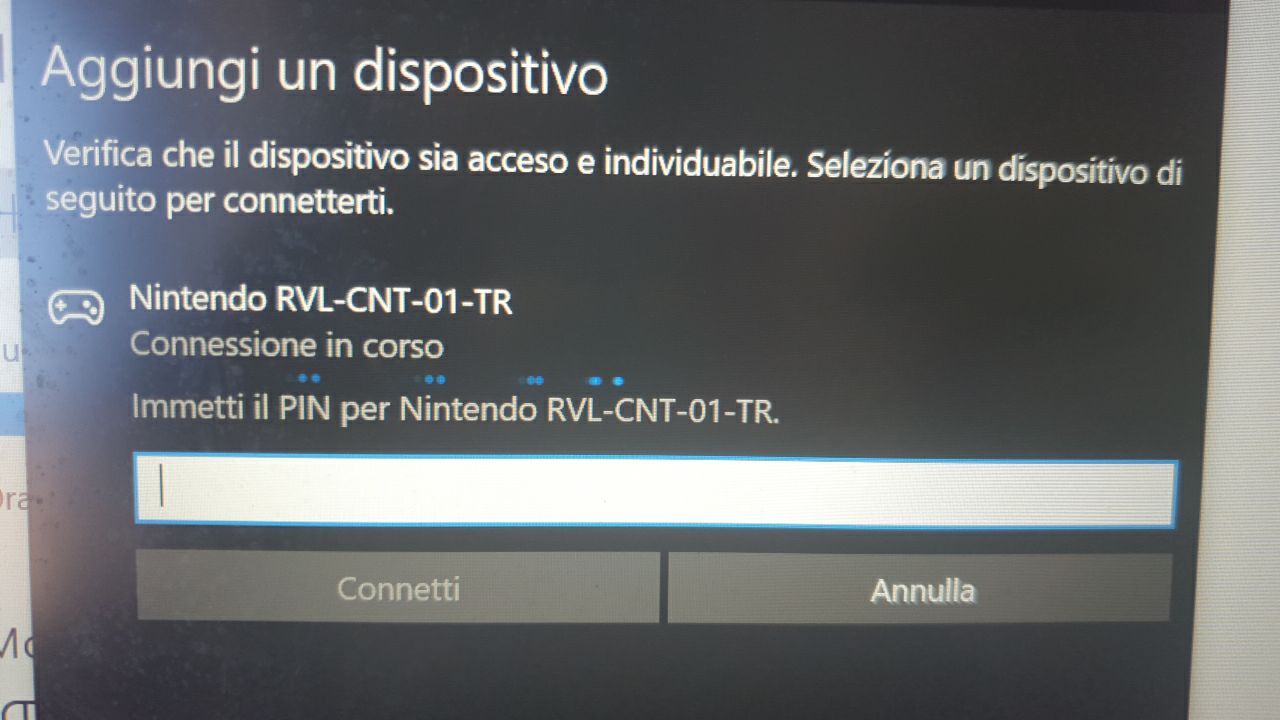 Aggiungi un dispositivo
Verifica che il dispositivo sia acceso e individuabile. Seleziona un dispositivo di
seguito per connetterti.
Nintendo RVL-CNT-01-TR
Connessione in corso
Immetti il PIN per Nintendo RVL-CNT-01-TR.
Connetti
Annulla